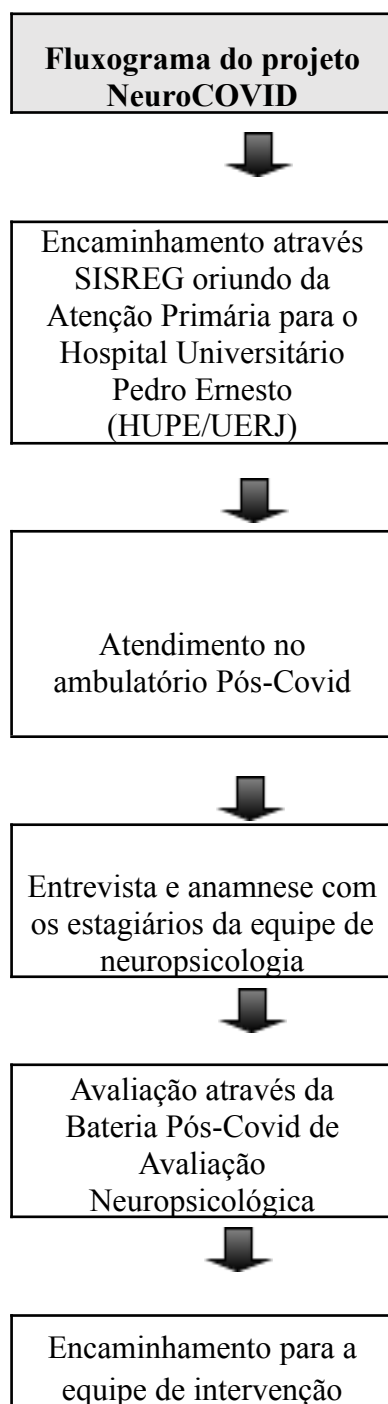 Fluxograma do projeto
NeuroCOVID
Encaminhamento através
SISREG oriundo da
Atenção Primária para o
Hospital Universitário
Pedro Ernesto
(HUPE/UERJ)
Atendimento no
ambulatório Pós-Covid
Entrevista e anamnese com
os estagiários da equipe de
neuropsicologia
Avaliação através da
Bateria Pós-Covid de
Avaliação
Neuropsicológica
Encaminhamento para a
equipe de intervenção